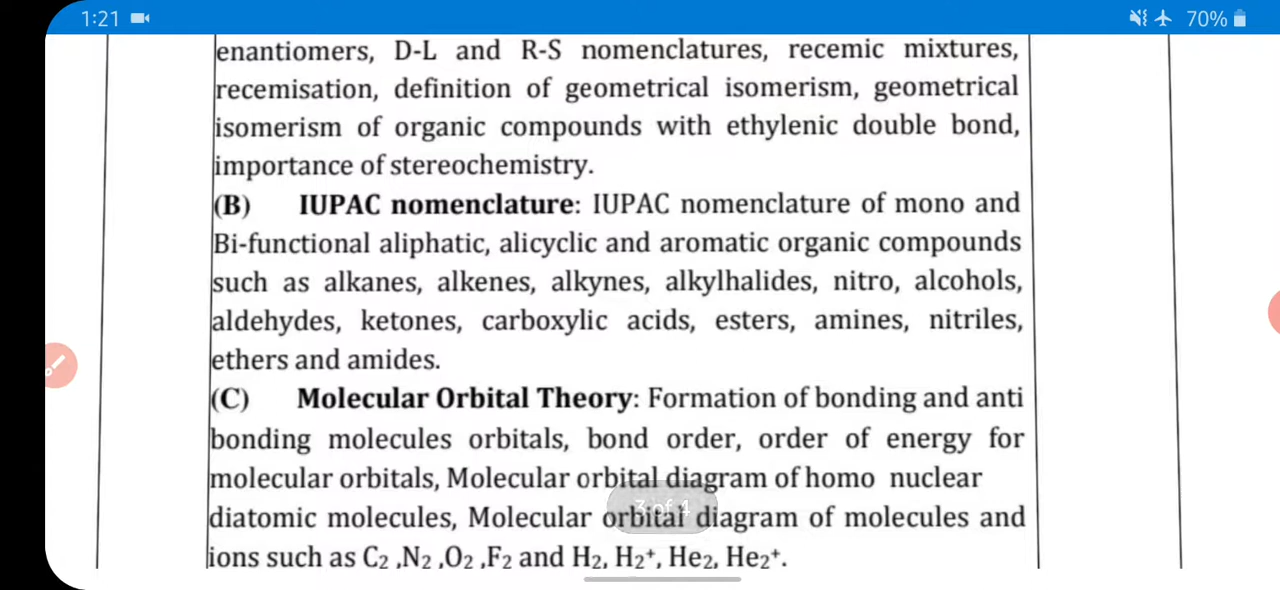 1:21
70%
enantiomers, D-L and R-S nomenclatures, recemic mixtures,
recemisation, definition of geometrical isomerism, geometrical
isomerism of organic compounds with ethylenic double bond,
importance of stereochemistry.
(B) IUPAC nomenclature: IUPAC nomenclature of mono and
Bi-functional aliphatic, alicyclic and aromatic organic compounds
such as alkanes, alkenes, alkynes, alkylhalides, nitro, alcohols,
aldehydes, ketones, carboxylic acids, esters, amines, nitriles,
ethers and amides.
(C) Molecular Orbital Theory: Formation of bonding and anti
bonding molecules orbitals, bond order, order of energy for
molecular orbitals, Molecular orbital diagram of homo nuclear
3 of 4
diatomic molecules, Molecular orbital diagram of molecules and
ions such as C₂ ,N₂ ,O₂ ,F₂ and H₂, H₂⁺, He₂, He₂⁺.